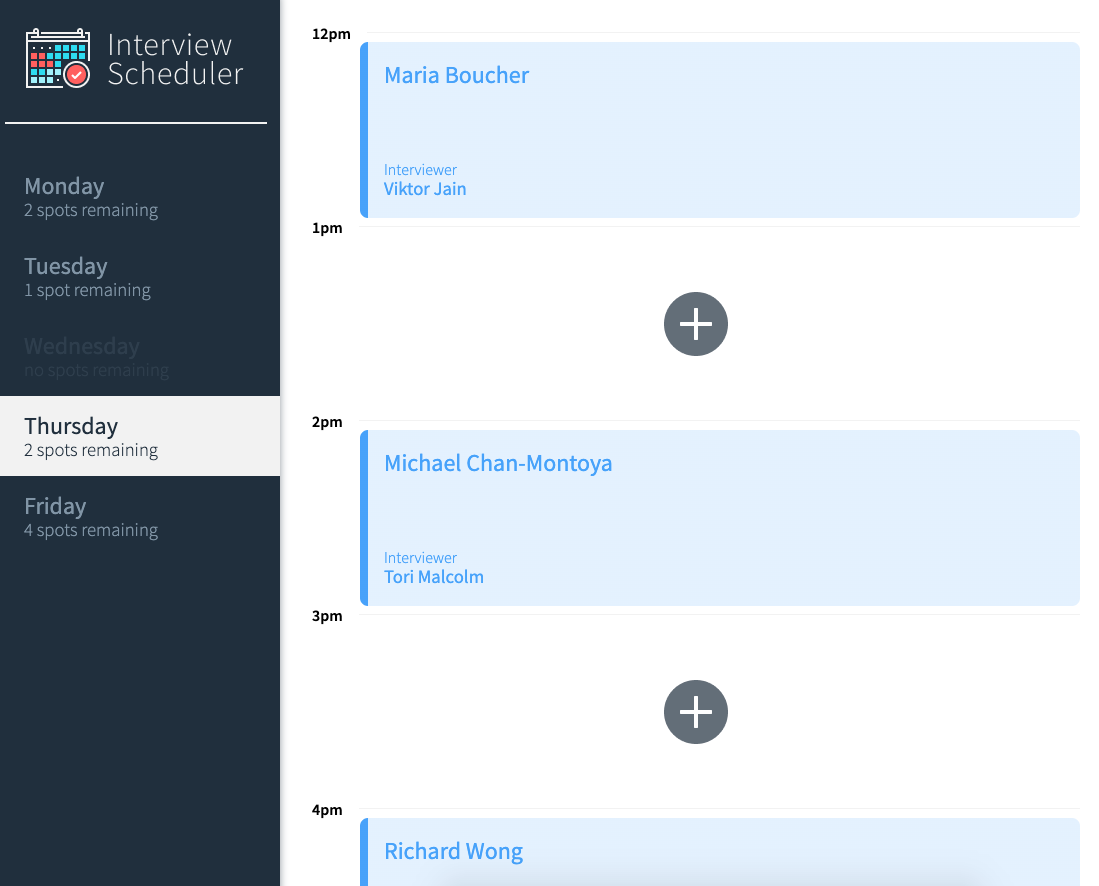 Interview
Scheduler
Monday
2 spots remaining
Tuesday
1 spot remaining
Wednesday
no spots remaining
Thursday
2 spots remaining
Friday
4 spots remaining
12pm
Maria Boucher
Interviewer
Viktor Jain
1pm
2pm
Michael Chan-Montoya
Interviewer
Tori Malcolm
3pm
4pm
Richard Wong